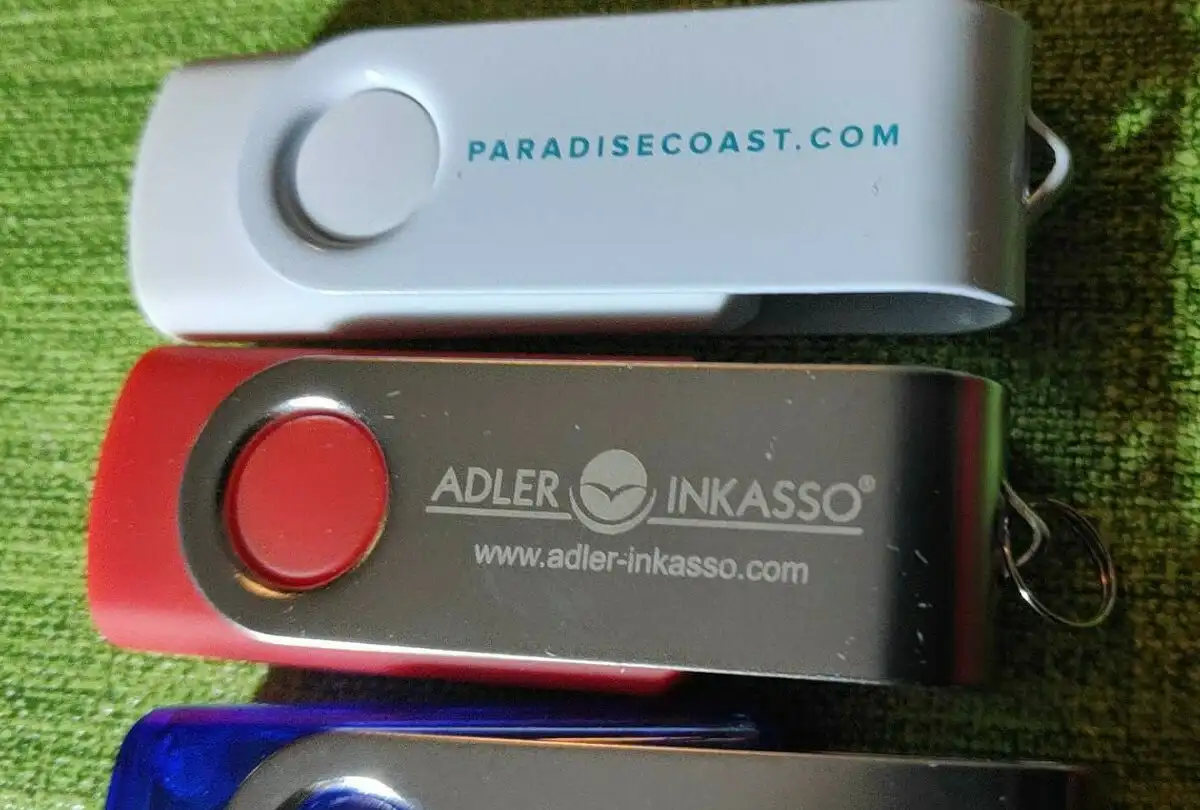 PARADISECOAST.COM
ADLER INKASSO®
www.adler-inkasso.com